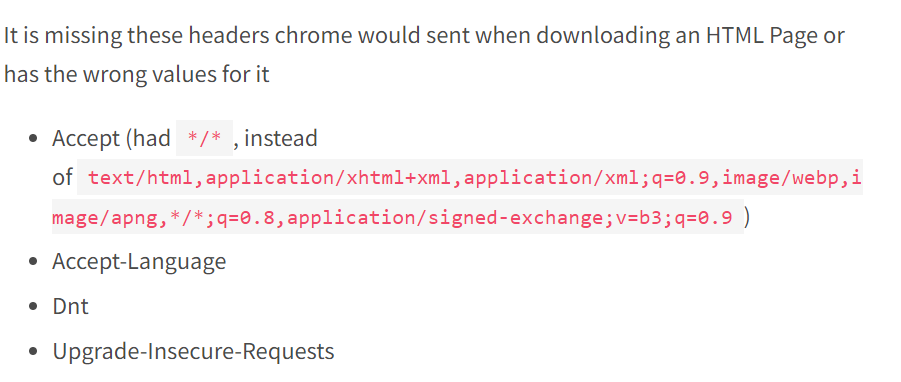 It is missing these headers chrome would sent when downloading an HTML Page or
has the wrong values for it
• Accept (had */* , instead
of text/html,application/xhtml+xml,application/xml;q=0.9,image/webp,i
mage/apng,*/*;q=0.8,application/signed-exchange;v=b3;q=0.9 )
• Accept-Language
• Dnt
• Upgrade-Insecure-Requests